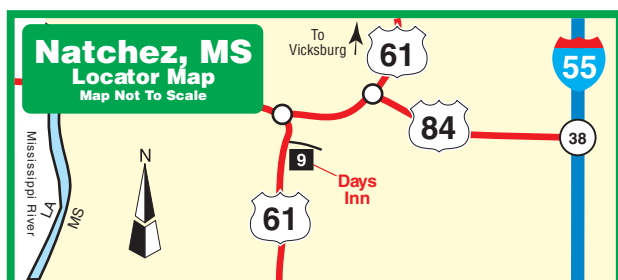 Natchez, MS
Locator Map
Map Not To Scale
To
Vicksburg
61
55
84
38
Mississippi River
LA
MS
N
9
Days
Inn
61